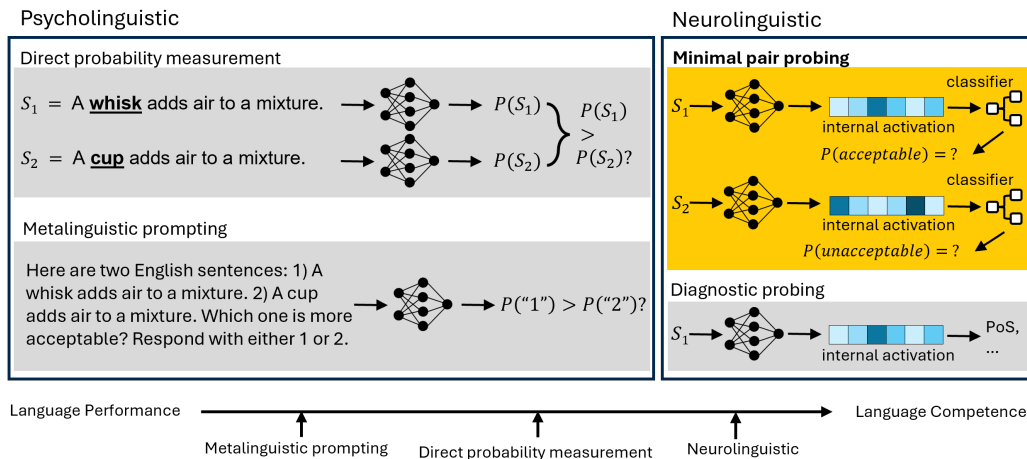 Psycholinguistic
Direct probability measurement
S₁ = A whisk adds air to a mixture.
P(S₁)
S₂ = A cup adds air to a mixture.
P(S₂)
P(S₁)
>
P(S₂)?
Metalinguistic prompting
Here are two English sentences: 1) A
whisk adds air to a mixture. 2) A cup
adds air to a mixture. Which one is more
acceptable? Respond with either 1 or 2.
P(“1”) > P(“2”)?
Neurolinguistic
Minimal pair probing
classifier
S₁
internal activation
P(acceptable) = ?
classifier
S₂
internal activation
P(unacceptable) = ?
Diagnostic probing
S₁
internal activation
PoS,
...
Language Performance
Language Competence
Metalinguistic prompting
Direct probability measurement
Neurolinguistic